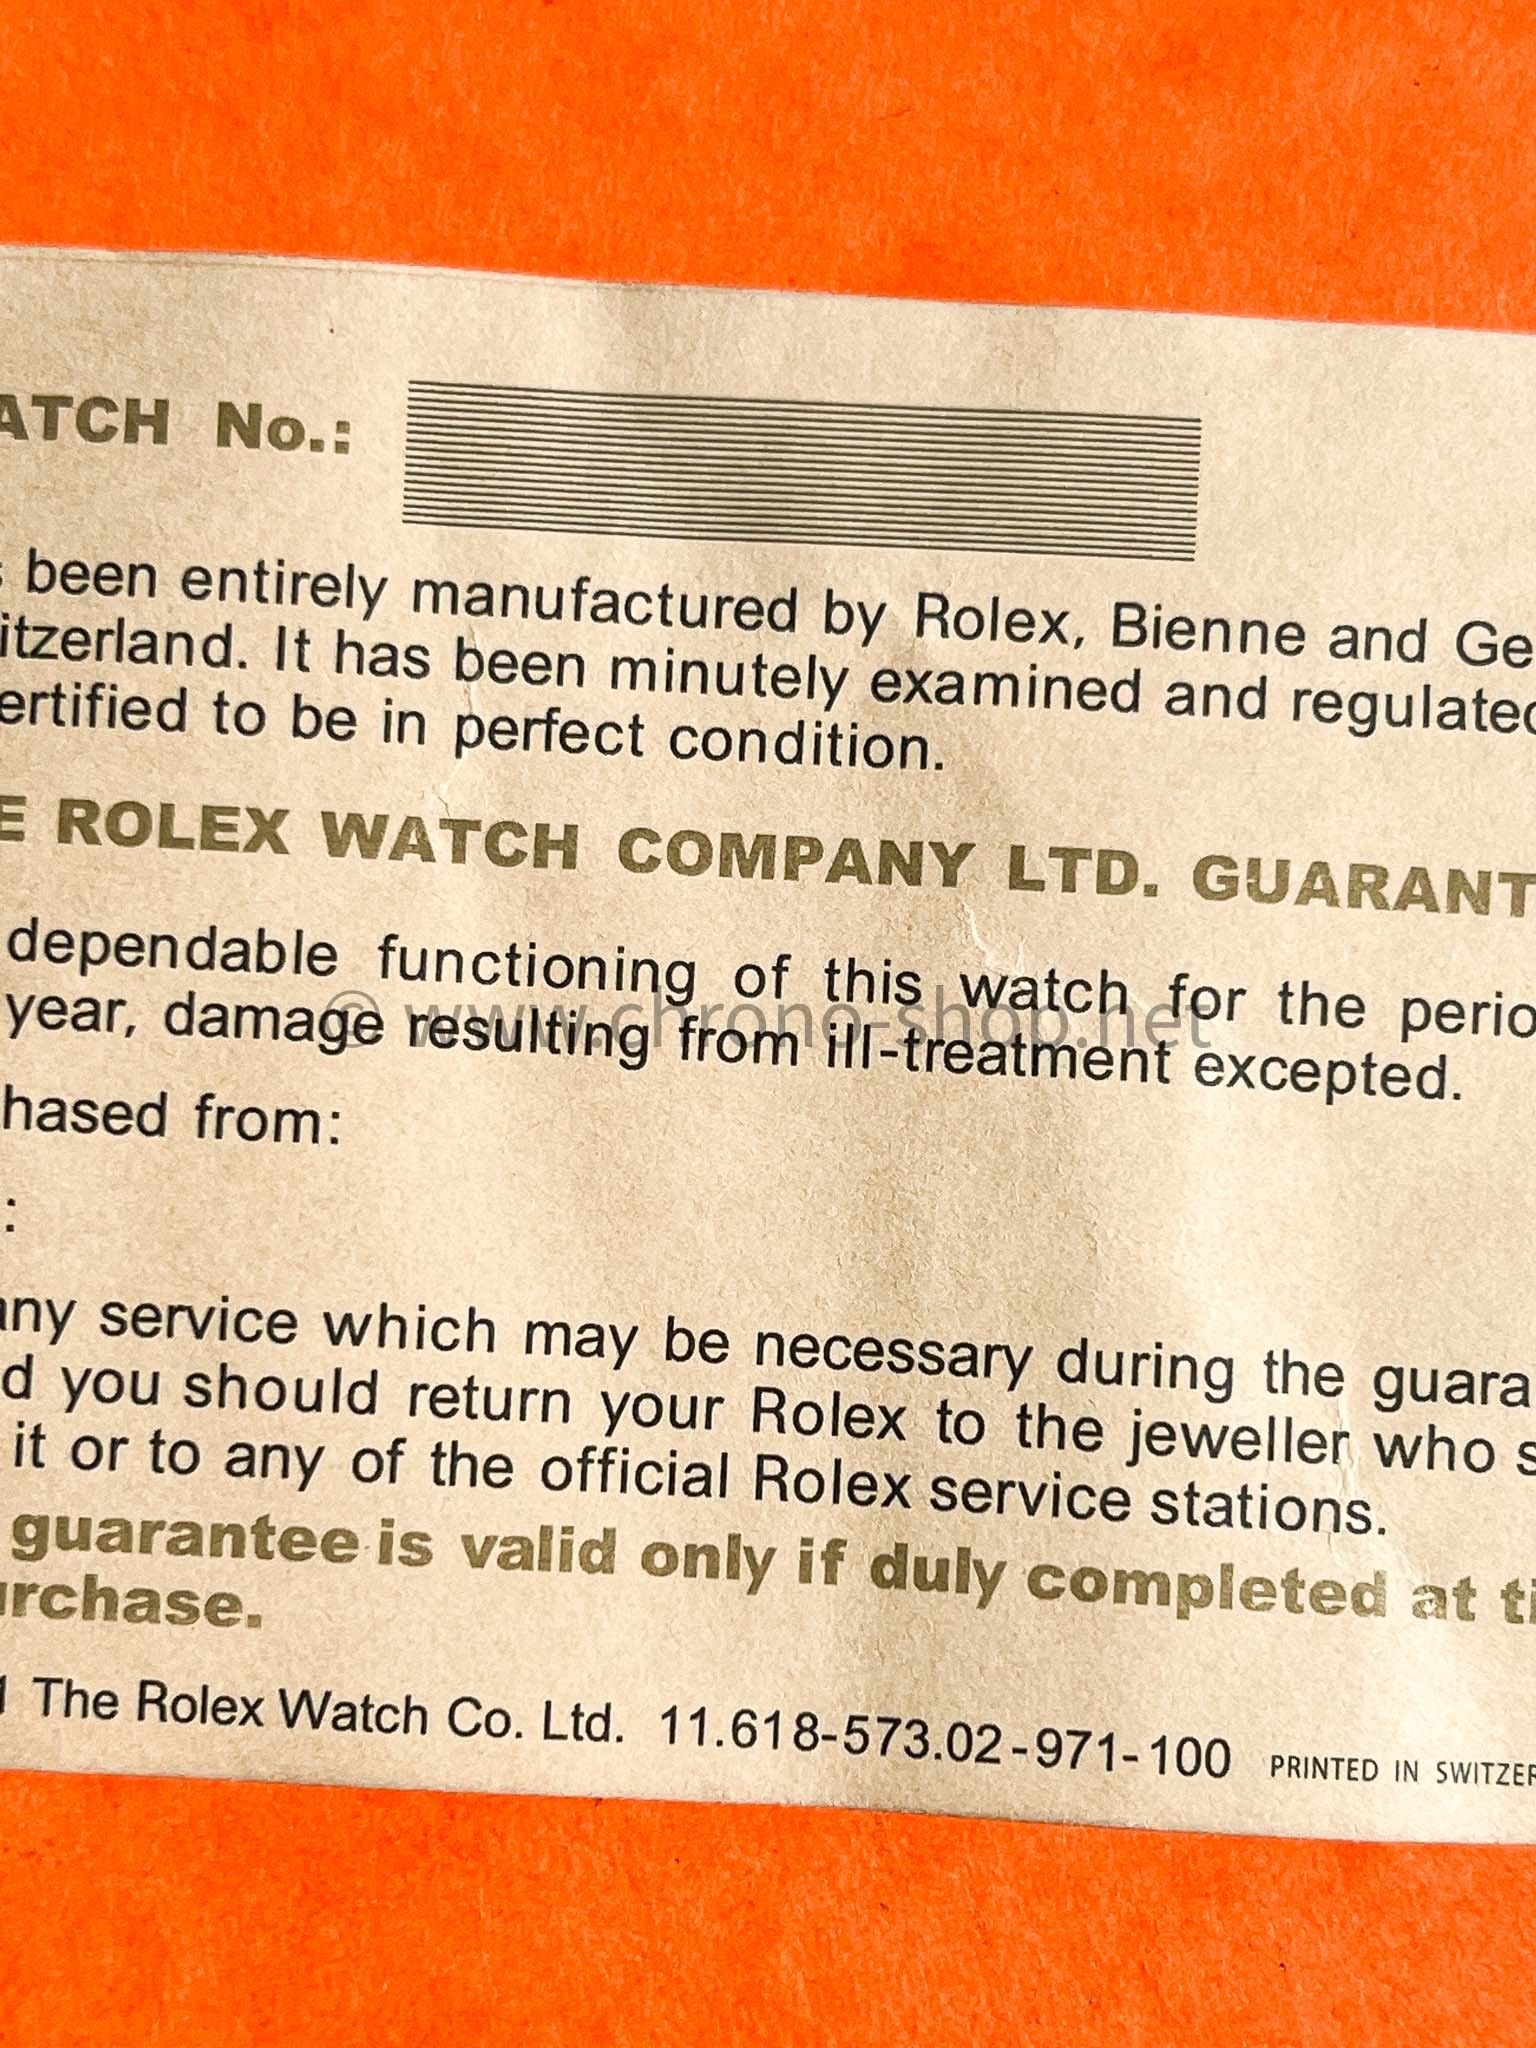 ATCH No.:
been entirely manufactured by Rolex, Bienne and Ge
itzerland. It has been minutely examined and regulated
ertified to be in perfect condition.
E ROLEX WATCH COMPANY LTD. GUARANT
dependable functioning of this watch for the perio
© www.chrono-shop.net
year, damage resulting from ill-treatment excepted.
hased from:
:
any service which may be necessary during the guara
d you should return your Rolex to the jeweller who s
it or to any of the official Rolex service stations.
guarantee is valid only if duly completed at ti
urchase.
The Rolex Watch Co. Ltd. 11.618-573.02-971-100 PRINTED IN SWITZER